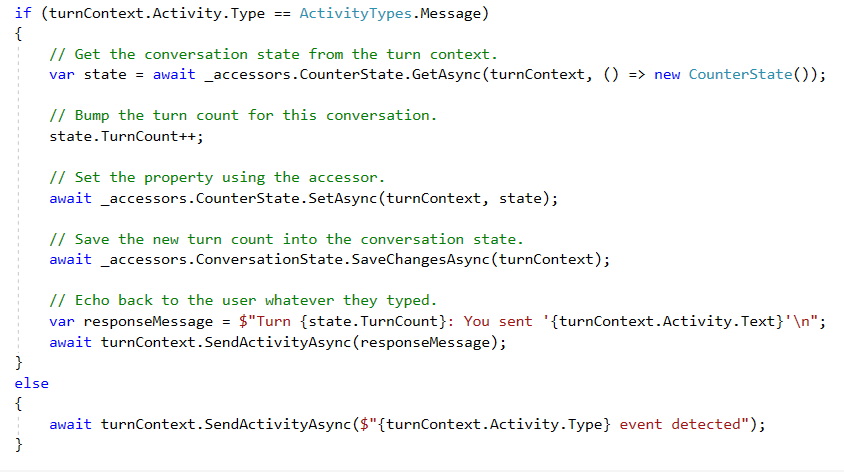 if (turnContext.Activity.Type == ActivityTypes.Message)
{
// Get the conversation state from the turn context.
var state = await _accessors.CounterState.GetAsync(turnContext, () => new CounterState());
// Bump the turn count for this conversation.
state.TurnCount++;
// Set the property using the accessor.
await _accessors.CounterState.SetAsync(turnContext, state);
// Save the new turn count into the conversation state.
await _accessors.ConversationState.SaveChangesAsync(turnContext);
// Echo back to the user whatever they typed.
var responseMessage = $"Turn {state.TurnCount}: You sent '{turnContext.Activity.Text}'\n";
await turnContext.SendActivityAsync(responseMessage);
}
else
{
await turnContext.SendActivityAsync($"{turnContext.Activity.Type} event detected");
}